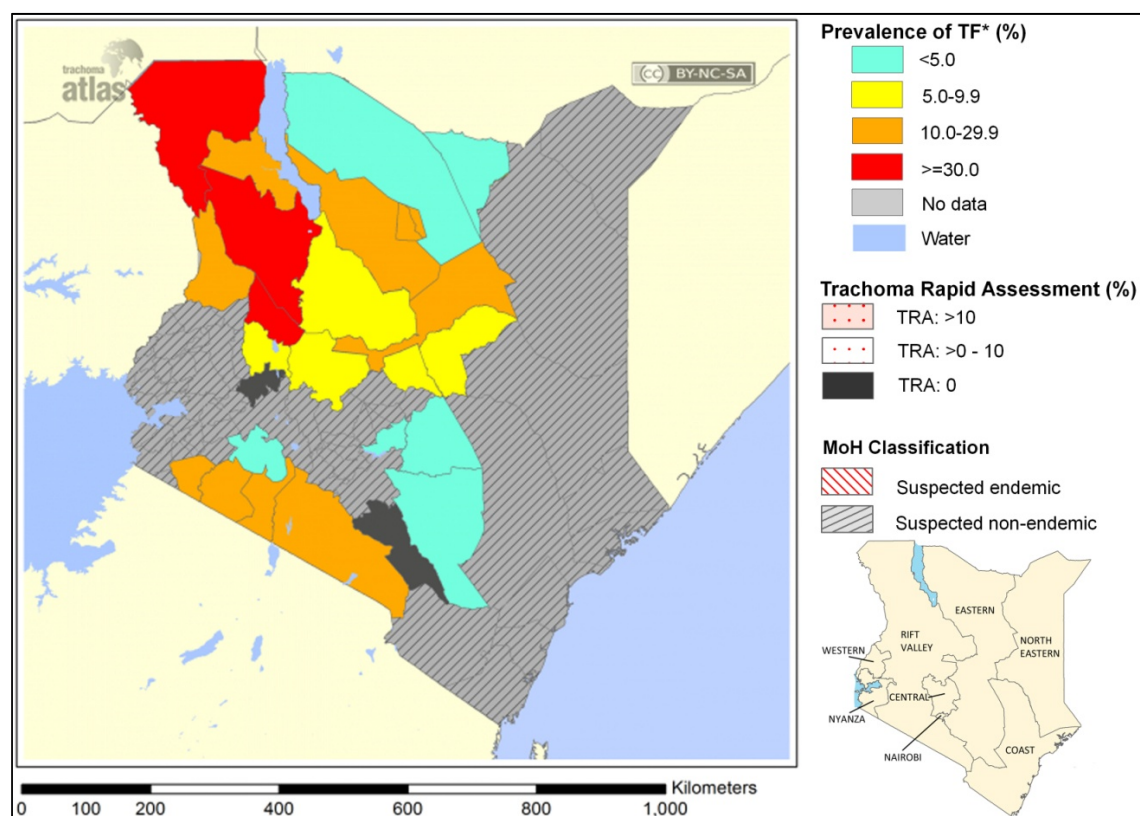 trachoma
atlas
CC BY-NC-SA
Prevalence of TF* (%)
<5.0
5.0-9.9
10.0-29.9
>=30.0
No data
Water
Trachoma Rapid Assessment (%)
TRA: >10
TRA: >0 - 10
TRA: 0
MoH Classification
Suspected endemic
Suspected non-endemic
EASTERN
RIFT
VALLEY
NORTH
EASTERN
WESTERN
CENTRAL
NYANZA
NAIROBI
COAST
Kilometers
0 200 400 600 800 1,000